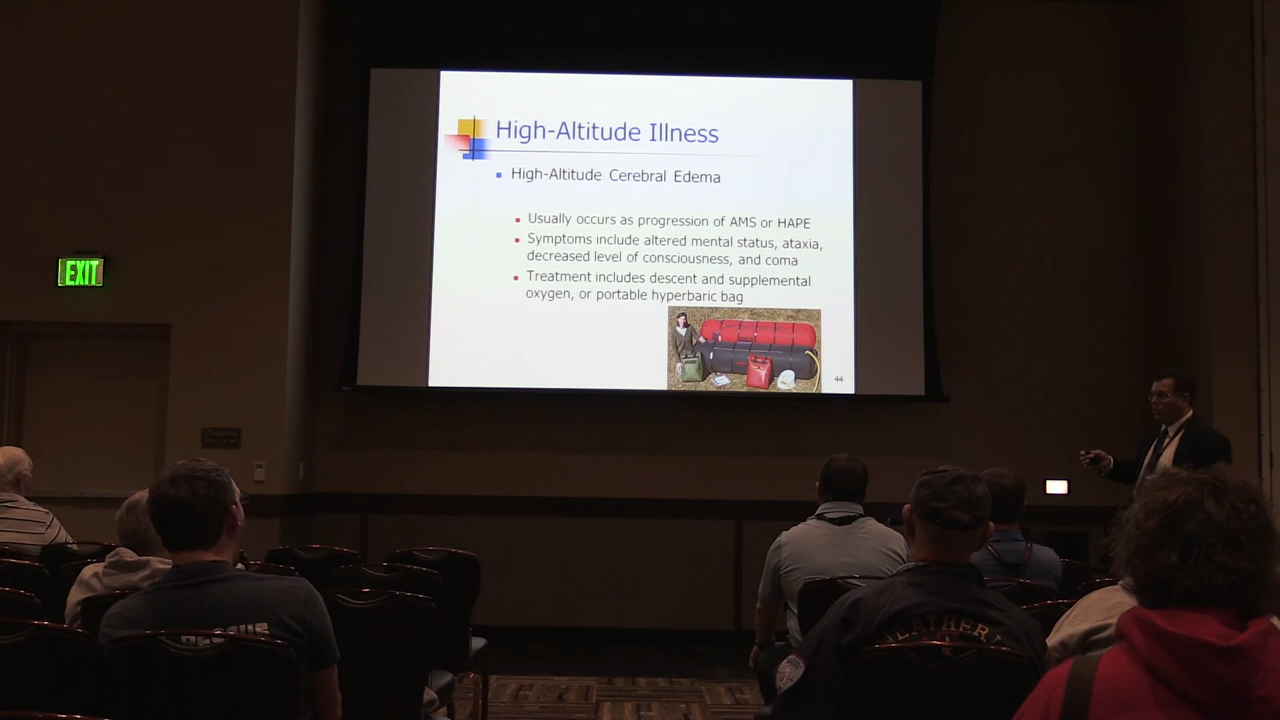 High-Altitude Illness
High-Altitude Cerebral Edema
Usually occurs as progression of AMS or HAPE
Symptoms include altered mental status, ataxia,
decreased level of consciousness, and coma
Treatment includes descent and supplemental
oxygen, or portable hyperbaric bag
44
EXIT